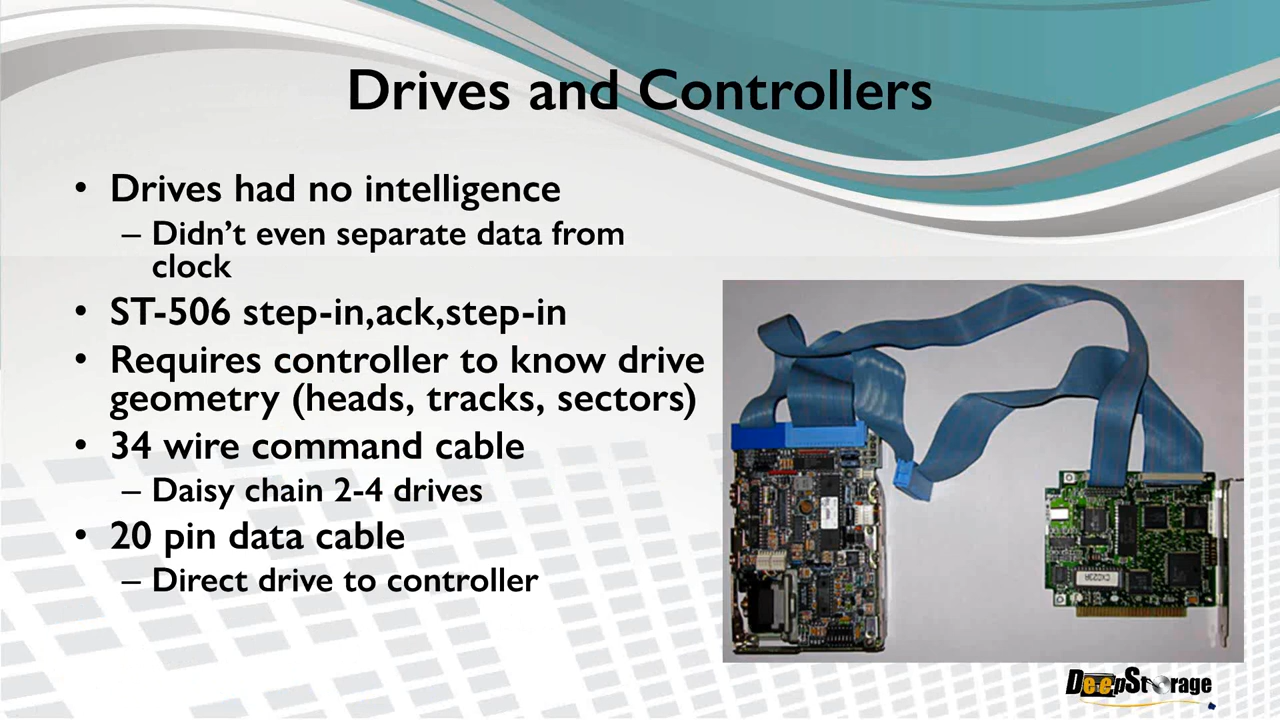 Drives and Controllers
• Drives had no intelligence
– Didn’t even separate data from
clock
• ST-506 step-in,ack,step-in
• Requires controller to know drive
geometry (heads, tracks, sectors)
• 34 wire command cable
– Daisy chain 2-4 drives
• 20 pin data cable
– Direct drive to controller
DeepStorage